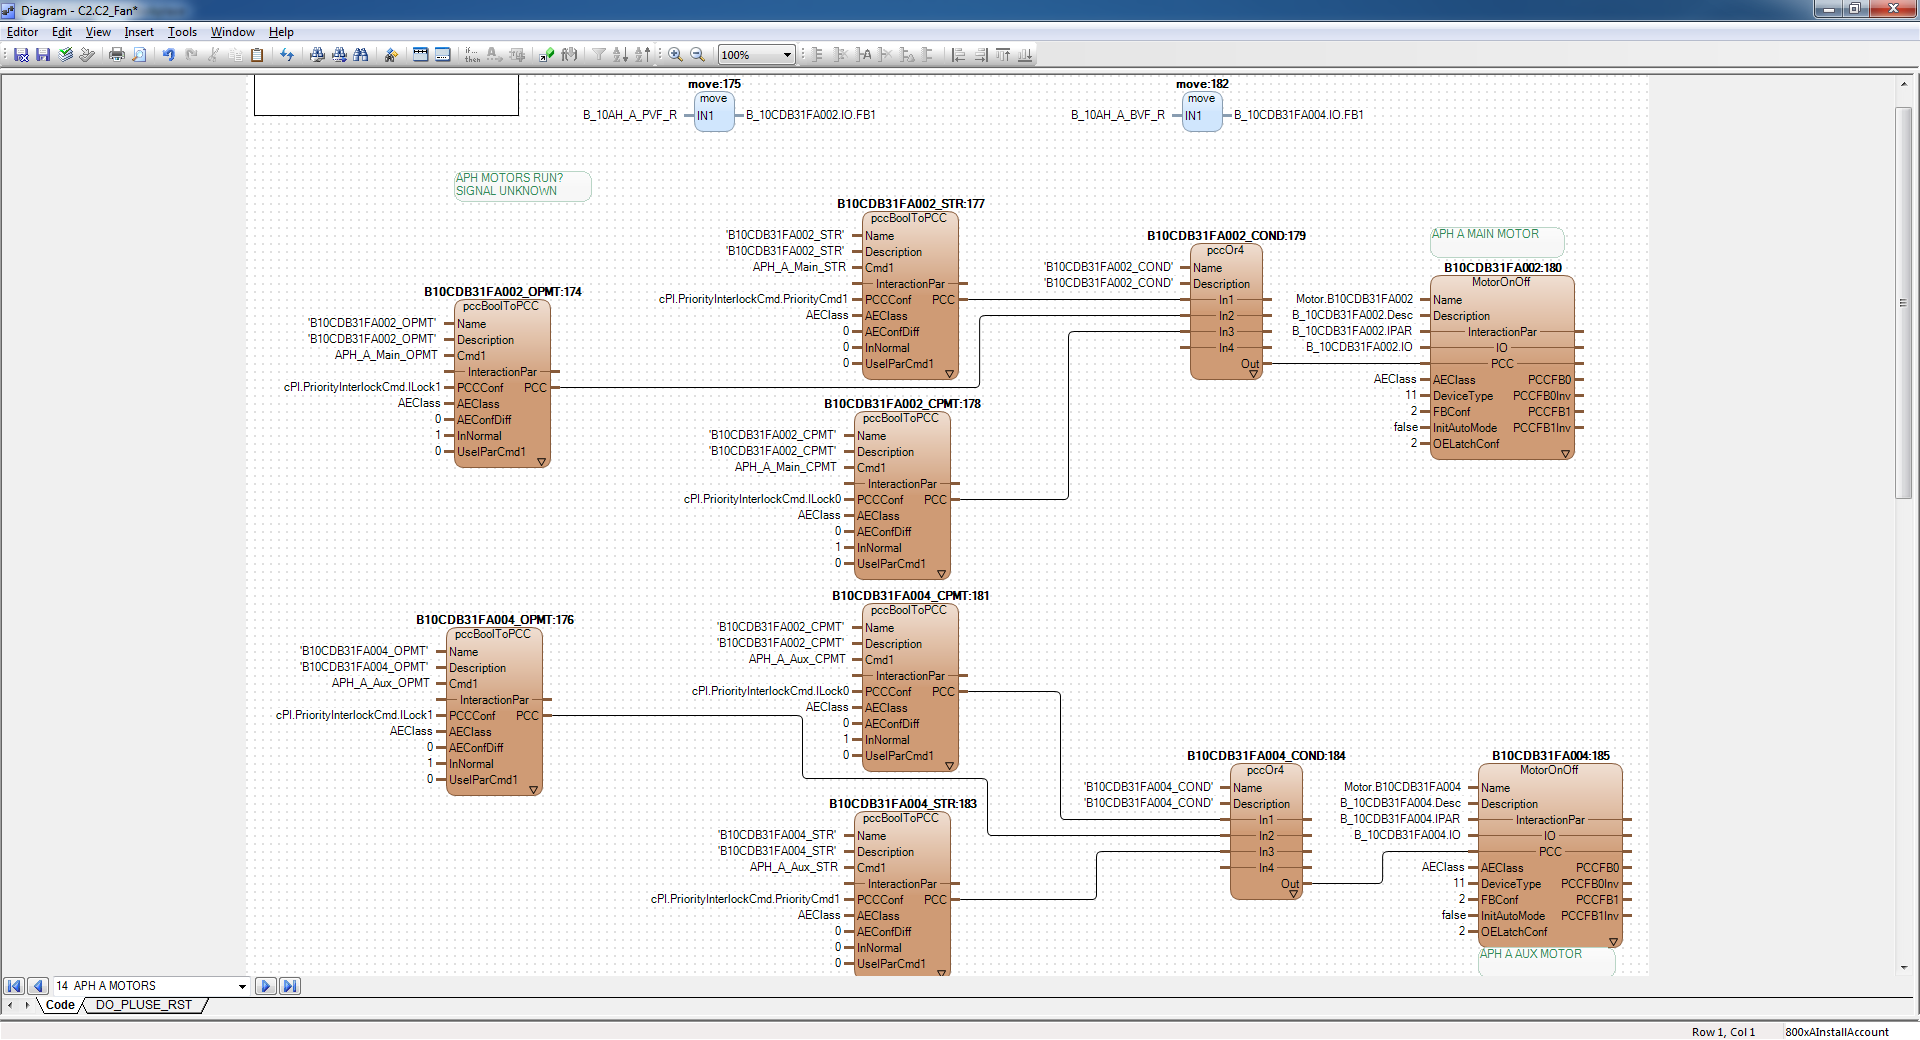 Diagram - C2.C2_Fan*
Editor Edit View Insert Tools Window Help
if... then
100%
move:175
move
B_10AH_A_PVF_R IN1 B_10CDB31FA002.IO.FB1
move:182
move
B_10AH_A_BVF_R IN1 B_10CDB31FA004.IO.FB1
APH MOTORS RUN?
SIGNAL UNKNOWN
B10CDB31FA002_STR:177
pccBoolToPCC
'B10CDB31FA002_STR' Name
'B10CDB31FA002_STR' Description
APH_A_Main_STR Cmd1
InteractionPar
cPI.PriorityInterlockCmd.PriorityCmd1 PCCConf PCC
AEClass AEClass
0 AEConfDiff
0 InNormal
0 UselParCmd1
B10CDB31FA002_COND:179
pccOr4
'B10CDB31FA002_COND' Name
'B10CDB31FA002_COND' Description
In1
In2
In3
In4
Out
APH A MAIN MOTOR
B10CDB31FA002:180
MotorOnOff
Motor.B10CDB31FA002 Name
B_10CDB31FA002.Desc Description
B_10CDB31FA002.IPAR InteractionPar
B_10CDB31FA002.IO IO
PCC
AEClass AEClass PCCFB0
11 DeviceType PCCFB0Inv
2 FBConf PCCFB1
false InitAutoMode PCCFB1Inv
2 OELatchConf
B10CDB31FA002_OPMT:174
pccBoolToPCC
'B10CDB31FA002_OPMT' Name
'B10CDB31FA002_OPMT' Description
APH_A_Main_OPMT Cmd1
InteractionPar
cPI.PriorityInterlockCmd.ILock1 PCCConf PCC
AEClass AEClass
0 AEConfDiff
1 InNormal
0 UselParCmd1
B10CDB31FA002_CPMT:178
pccBoolToPCC
'B10CDB31FA002_CPMT' Name
'B10CDB31FA002_CPMT' Description
APH_A_Main_CPMT Cmd1
InteractionPar
cPI.PriorityInterlockCmd.ILock0 PCCConf PCC
AEClass AEClass
0 AEConfDiff
1 InNormal
0 UselParCmd1
B10CDB31FA004_CPMT:181
pccBoolToPCC
'B10CDB31FA002_CPMT' Name
'B10CDB31FA002_CPMT' Description
APH_A_Aux_CPMT Cmd1
InteractionPar
cPI.PriorityInterlockCmd.ILock0 PCCConf PCC
AEClass AEClass
0 AEConfDiff
1 InNormal
0 UselParCmd1
B10CDB31FA004_OPMT:176
pccBoolToPCC
'B10CDB31FA004_OPMT' Name
'B10CDB31FA004_OPMT' Description
APH_A_Aux_OPMT Cmd1
InteractionPar
cPI.PriorityInterlockCmd.ILock1 PCCConf PCC
AEClass AEClass
0 AEConfDiff
1 InNormal
0 UselParCmd1
B10CDB31FA004_STR:183
pccBoolToPCC
'B10CDB31FA004_STR' Name
'B10CDB31FA004_STR' Description
APH_A_Aux_STR Cmd1
InteractionPar
cPI.PriorityInterlockCmd.PriorityCmd1 PCCConf PCC
AEClass AEClass
0 AEConfDiff
0 InNormal
0 UselParCmd1
B10CDB31FA004_COND:184
pccOr4
'B10CDB31FA004_COND' Name
'B10CDB31FA004_COND' Description
In1
In2
In3
In4
Out
B10CDB31FA004:185
MotorOnOff
Motor.B10CDB31FA004 Name
B_10CDB31FA004.Desc Description
B_10CDB31FA004.IPAR InteractionPar
B_10CDB31FA004.IO IO
PCC
AEClass AEClass PCCFB0
11 DeviceType PCCFB0Inv
2 FBConf PCCFB1
false InitAutoMode PCCFB1Inv
2 OELatchConf
APH A AUX MOTOR
14 APH A MOTORS
Code DO_PLUSE_RST
Row 1, Col 1 800xAInstallAccount